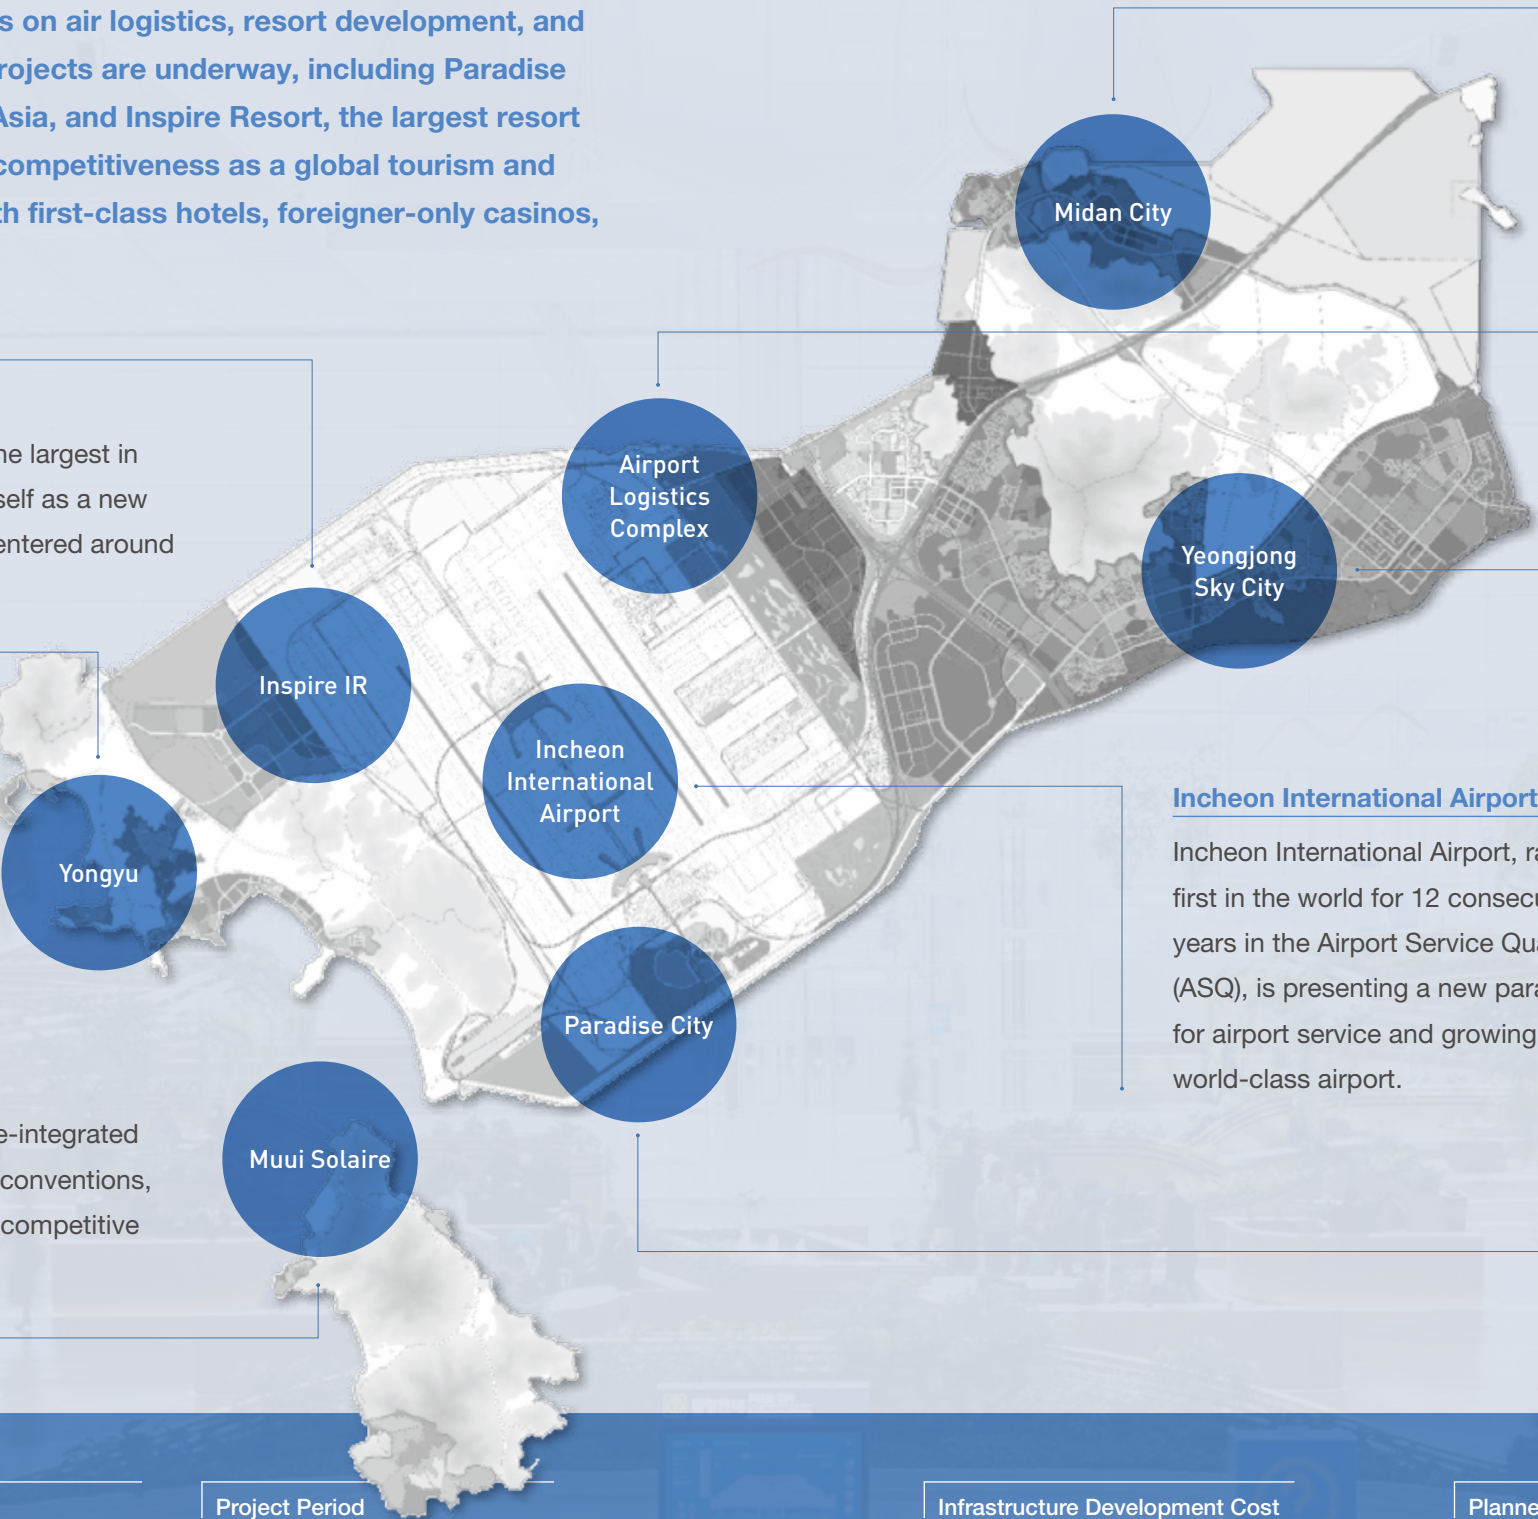 s on air logistics, resort development, and
rojects are underway, including Paradise
Asia, and Inspire Resort, the largest resort
competitiveness as a global tourism and
th first-class hotels, foreigner-only casinos,
Midan City
ne largest in
self as a new
entered around
Airport
Logistics
Complex
Yeongjong
Sky City
Inspire IR
Incheon
International
Airport
Yongyu
Incheon International Airport
Incheon International Airport, ra
first in the world for 12 consecu
years in the Airport Service Qua
(ASQ), is presenting a new para
for airport service and growing
world-class airport.
Paradise City
e-integrated
conventions,
competitive
Muui Solaire
Project Period
Infrastructure Development Cost
Planne